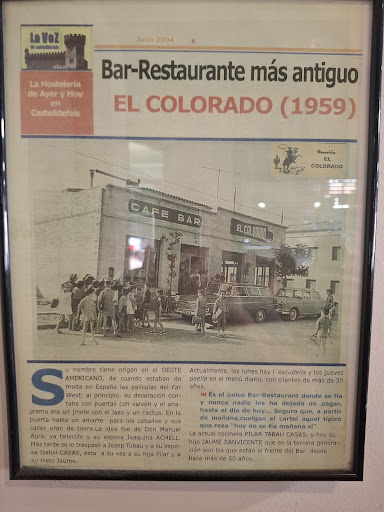 La Voz
de Castelldefels
La Hostelería
de Ayer y Hoy
en
Castelldefels
Julio 2004
Bar-Restaurante más antiguo
EL COLORADO (1959)
EL
COLORADO
CAFE BAR
EL COLORADO
Su nombre tiene origen en el OESTE
AMERICANO, de cuando estaban de
moda en España las películas del Far
West, al principio, su decoración con-
taba con puertas con vaivén y el ana-
grama era un jinete con el lazo y un cactus. En la
puerta había un amarre para los caballos y sus
calles eran de tierra.La idea fue de Don Manuel
Agra, ya fallecido y su esposa Joaquina ACHELL.
Más tarde se lo traspasó a Josep Tubau y a su espo-
sa Isabel CASAS, ésta a su vez a su hija Pilar y a
su nieto Jaume.
Actualmente, los lunes hay l´escudella y los jueves
paella en el menú diario, con clientes de más de 30
años.
Es el único Bar-Restaurant donde se fía
y nunca nadie les ha dejado de pagar,
hasta el día de hoy... Seguro que, a partir
de mañana,cuelgan el cartel aquel típico
que reza "hoy no se fía mañana sí"
La actual cocinera PILAR TABAU CASAS, y hoy su
hijo JAUME SANVICENTE que es la tercera gene-
ración son los que están al frente del Bar desde
hace más de 20 años..